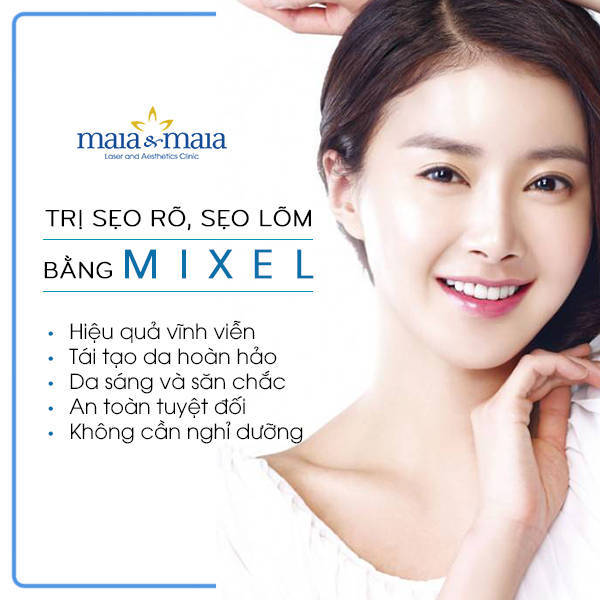 maia & maia
Laser and Aesthetics Clinic
TRỊ SẸO RỖ, SẸO LÕM
BẰNG MIXEL
• Hiệu quả vĩnh viễn
• Tái tạo da hoàn hảo
• Da sáng và săn chắc
• An toàn tuyệt đối
• Không cần nghỉ dưỡng